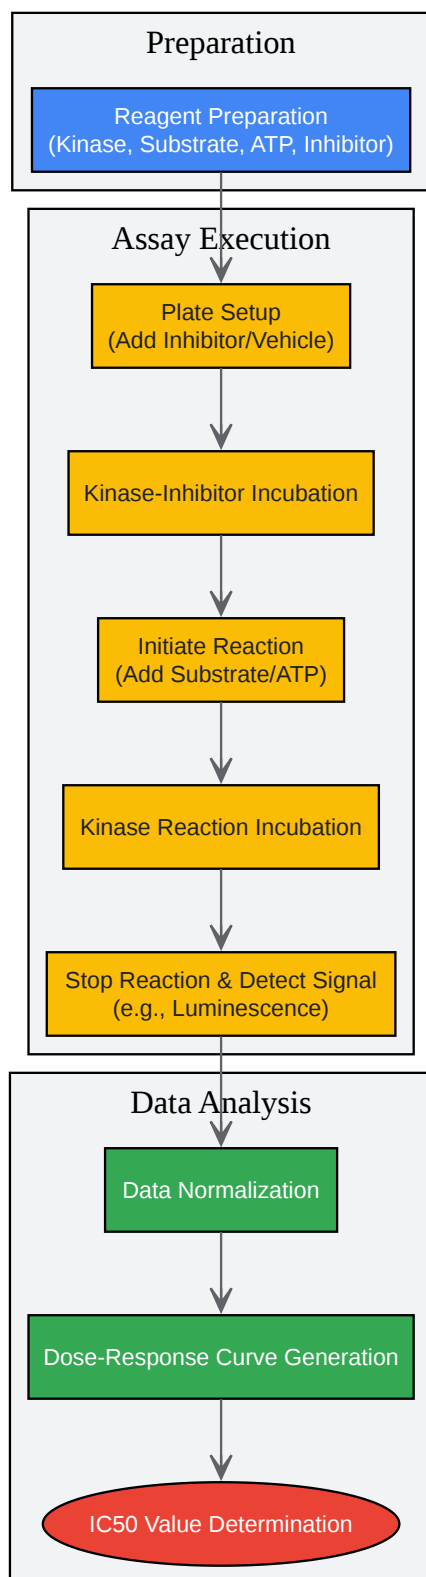 Preparation
Reagent Preparation
(Kinase, Substrate, ATP, Inhibitor)
Assay Execution
Plate Setup
(Add Inhibitor/Vehicle)
Kinase-Inhibitor Incubation
Initiate Reaction
(Add Substrate/ATP)
Kinase Reaction Incubation
Stop Reaction & Detect Signal
(e.g., Luminescence)
Data Analysis
Data Normalization
Dose-Response Curve Generation
IC50 Value Determination